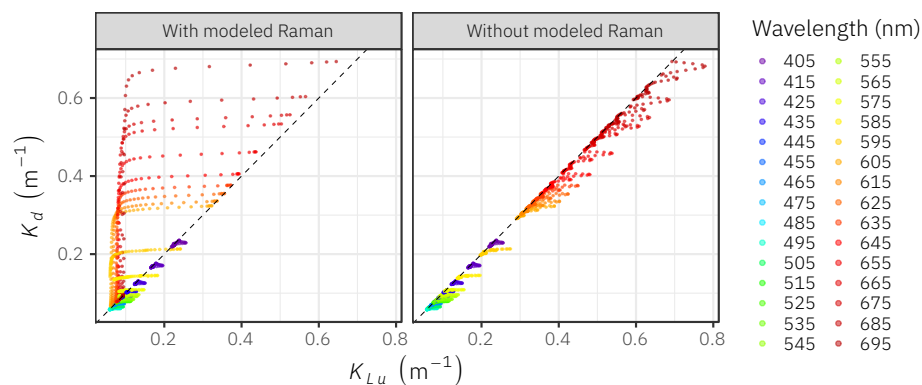 With modeled Raman
Without modeled Raman
Wavelength (nm)
405 555
415 565
425 575
435 585
445 595
455 605
465 615
475 625
485 635
495 645
505 655
515 665
525 675
535 685
545 695
K_d (m⁻¹)
0.6
0.4
0.2
0.2 0.4 0.6 0.8
0.2 0.4 0.6 0.8
K_Lu (m⁻¹)